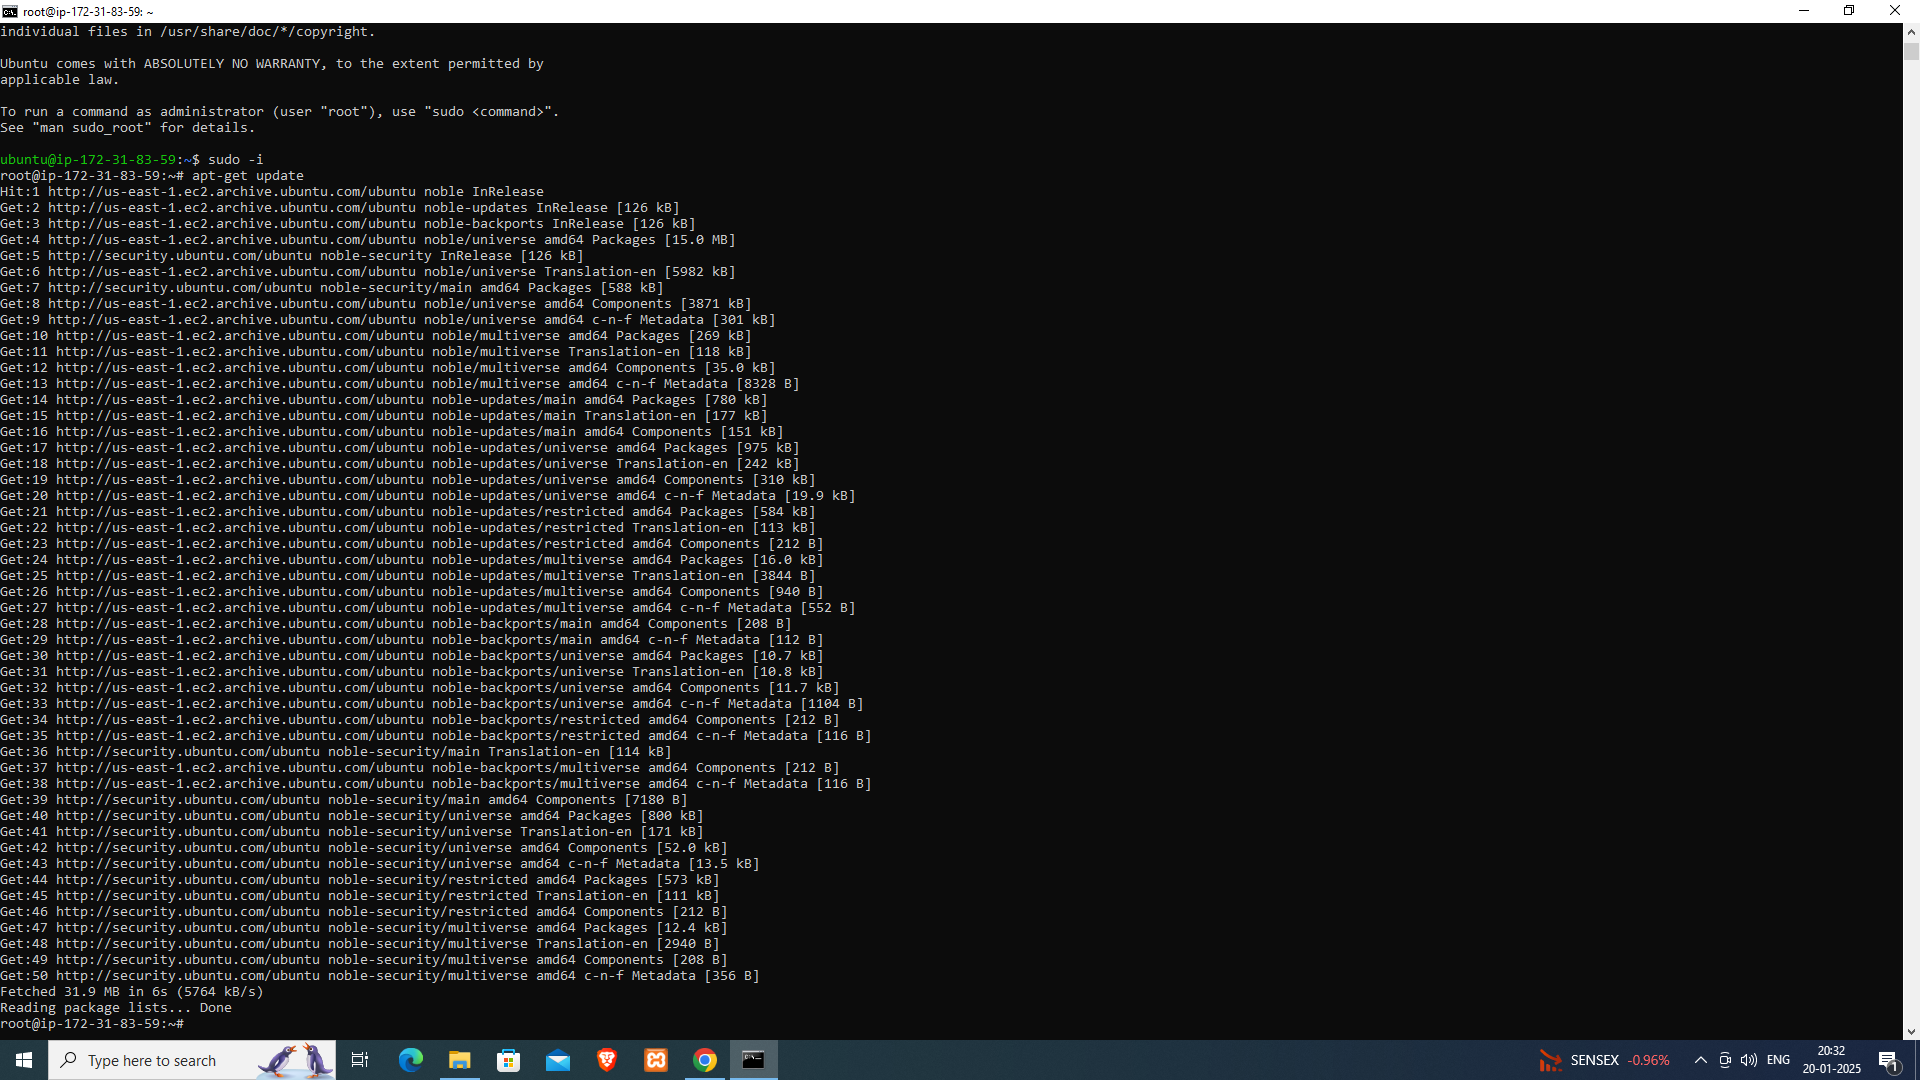 root@ip-172-31-83-59: ~
individual files in /usr/share/doc/*/copyright.
Ubuntu comes with ABSOLUTELY NO WARRANTY, to the extent permitted by
applicable law.
To run a command as administrator (user "root"), use "sudo <command>".
See "man sudo_root" for details.
ubuntu@ip-172-31-83-59:~$ sudo -i
root@ip-172-31-83-59:~# apt-get update
Hit:1 http://us-east-1.ec2.archive.ubuntu.com/ubuntu noble InRelease
Get:2 http://us-east-1.ec2.archive.ubuntu.com/ubuntu noble-updates InRelease [126 kB]
Get:3 http://us-east-1.ec2.archive.ubuntu.com/ubuntu noble-backports InRelease [126 kB]
Get:4 http://us-east-1.ec2.archive.ubuntu.com/ubuntu noble/universe amd64 Packages [15.0 MB]
Get:5 http://security.ubuntu.com/ubuntu noble-security InRelease [126 kB]
Get:6 http://us-east-1.ec2.archive.ubuntu.com/ubuntu noble/universe Translation-en [5982 kB]
Get:7 http://security.ubuntu.com/ubuntu noble-security/main amd64 Packages [588 kB]
Get:8 http://us-east-1.ec2.archive.ubuntu.com/ubuntu noble/universe amd64 Components [3871 kB]
Get:9 http://us-east-1.ec2.archive.ubuntu.com/ubuntu noble/universe amd64 c-n-f Metadata [301 kB]
Get:10 http://us-east-1.ec2.archive.ubuntu.com/ubuntu noble/multiverse amd64 Packages [269 kB]
Get:11 http://us-east-1.ec2.archive.ubuntu.com/ubuntu noble/multiverse Translation-en [118 kB]
Get:12 http://us-east-1.ec2.archive.ubuntu.com/ubuntu noble/multiverse amd64 Components [35.0 kB]
Get:13 http://us-east-1.ec2.archive.ubuntu.com/ubuntu noble/multiverse amd64 c-n-f Metadata [8328 B]
Get:14 http://us-east-1.ec2.archive.ubuntu.com/ubuntu noble-updates/main amd64 Packages [780 kB]
Get:15 http://us-east-1.ec2.archive.ubuntu.com/ubuntu noble-updates/main Translation-en [177 kB]
Get:16 http://us-east-1.ec2.archive.ubuntu.com/ubuntu noble-updates/main amd64 Components [151 kB]
Get:17 http://us-east-1.ec2.archive.ubuntu.com/ubuntu noble-updates/universe amd64 Packages [975 kB]
Get:18 http://us-east-1.ec2.archive.ubuntu.com/ubuntu noble-updates/universe Translation-en [242 kB]
Get:19 http://us-east-1.ec2.archive.ubuntu.com/ubuntu noble-updates/universe amd64 Components [310 kB]
Get:20 http://us-east-1.ec2.archive.ubuntu.com/ubuntu noble-updates/universe amd64 c-n-f Metadata [19.9 kB]
Get:21 http://us-east-1.ec2.archive.ubuntu.com/ubuntu noble-updates/restricted amd64 Packages [584 kB]
Get:22 http://us-east-1.ec2.archive.ubuntu.com/ubuntu noble-updates/restricted Translation-en [113 kB]
Get:23 http://us-east-1.ec2.archive.ubuntu.com/ubuntu noble-updates/restricted amd64 Components [212 B]
Get:24 http://us-east-1.ec2.archive.ubuntu.com/ubuntu noble-updates/multiverse amd64 Packages [16.0 kB]
Get:25 http://us-east-1.ec2.archive.ubuntu.com/ubuntu noble-updates/multiverse Translation-en [3844 B]
Get:26 http://us-east-1.ec2.archive.ubuntu.com/ubuntu noble-updates/multiverse amd64 Components [940 B]
Get:27 http://us-east-1.ec2.archive.ubuntu.com/ubuntu noble-updates/multiverse amd64 c-n-f Metadata [552 B]
Get:28 http://us-east-1.ec2.archive.ubuntu.com/ubuntu noble-backports/main amd64 Components [208 B]
Get:29 http://us-east-1.ec2.archive.ubuntu.com/ubuntu noble-backports/main amd64 c-n-f Metadata [112 B]
Get:30 http://us-east-1.ec2.archive.ubuntu.com/ubuntu noble-backports/universe amd64 Packages [10.7 kB]
Get:31 http://us-east-1.ec2.archive.ubuntu.com/ubuntu noble-backports/universe Translation-en [10.8 kB]
Get:32 http://us-east-1.ec2.archive.ubuntu.com/ubuntu noble-backports/universe amd64 Components [11.7 kB]
Get:33 http://us-east-1.ec2.archive.ubuntu.com/ubuntu noble-backports/universe amd64 c-n-f Metadata [1104 B]
Get:34 http://us-east-1.ec2.archive.ubuntu.com/ubuntu noble-backports/restricted amd64 Components [212 B]
Get:35 http://us-east-1.ec2.archive.ubuntu.com/ubuntu noble-backports/restricted amd64 c-n-f Metadata [116 B]
Get:36 http://security.ubuntu.com/ubuntu noble-security/main Translation-en [114 kB]
Get:37 http://us-east-1.ec2.archive.ubuntu.com/ubuntu noble-backports/multiverse amd64 Components [212 B]
Get:38 http://us-east-1.ec2.archive.ubuntu.com/ubuntu noble-backports/multiverse amd64 c-n-f Metadata [116 B]
Get:39 http://security.ubuntu.com/ubuntu noble-security/main amd64 Components [7180 B]
Get:40 http://security.ubuntu.com/ubuntu noble-security/universe amd64 Packages [800 kB]
Get:41 http://security.ubuntu.com/ubuntu noble-security/universe Translation-en [171 kB]
Get:42 http://security.ubuntu.com/ubuntu noble-security/universe amd64 Components [52.0 kB]
Get:43 http://security.ubuntu.com/ubuntu noble-security/universe amd64 c-n-f Metadata [13.5 kB]
Get:44 http://security.ubuntu.com/ubuntu noble-security/restricted amd64 Packages [573 kB]
Get:45 http://security.ubuntu.com/ubuntu noble-security/restricted Translation-en [111 kB]
Get:46 http://security.ubuntu.com/ubuntu noble-security/restricted amd64 Components [212 B]
Get:47 http://security.ubuntu.com/ubuntu noble-security/multiverse amd64 Packages [12.4 kB]
Get:48 http://security.ubuntu.com/ubuntu noble-security/multiverse Translation-en [2940 B]
Get:49 http://security.ubuntu.com/ubuntu noble-security/multiverse amd64 Components [208 B]
Get:50 http://security.ubuntu.com/ubuntu noble-security/multiverse amd64 c-n-f Metadata [356 B]
Fetched 31.9 MB in 6s (5764 kB/s)
Reading package lists... Done
root@ip-172-31-83-59:~#
Type here to search
SENSEX -0.96%
ENG
20:32
20-01-2025
1